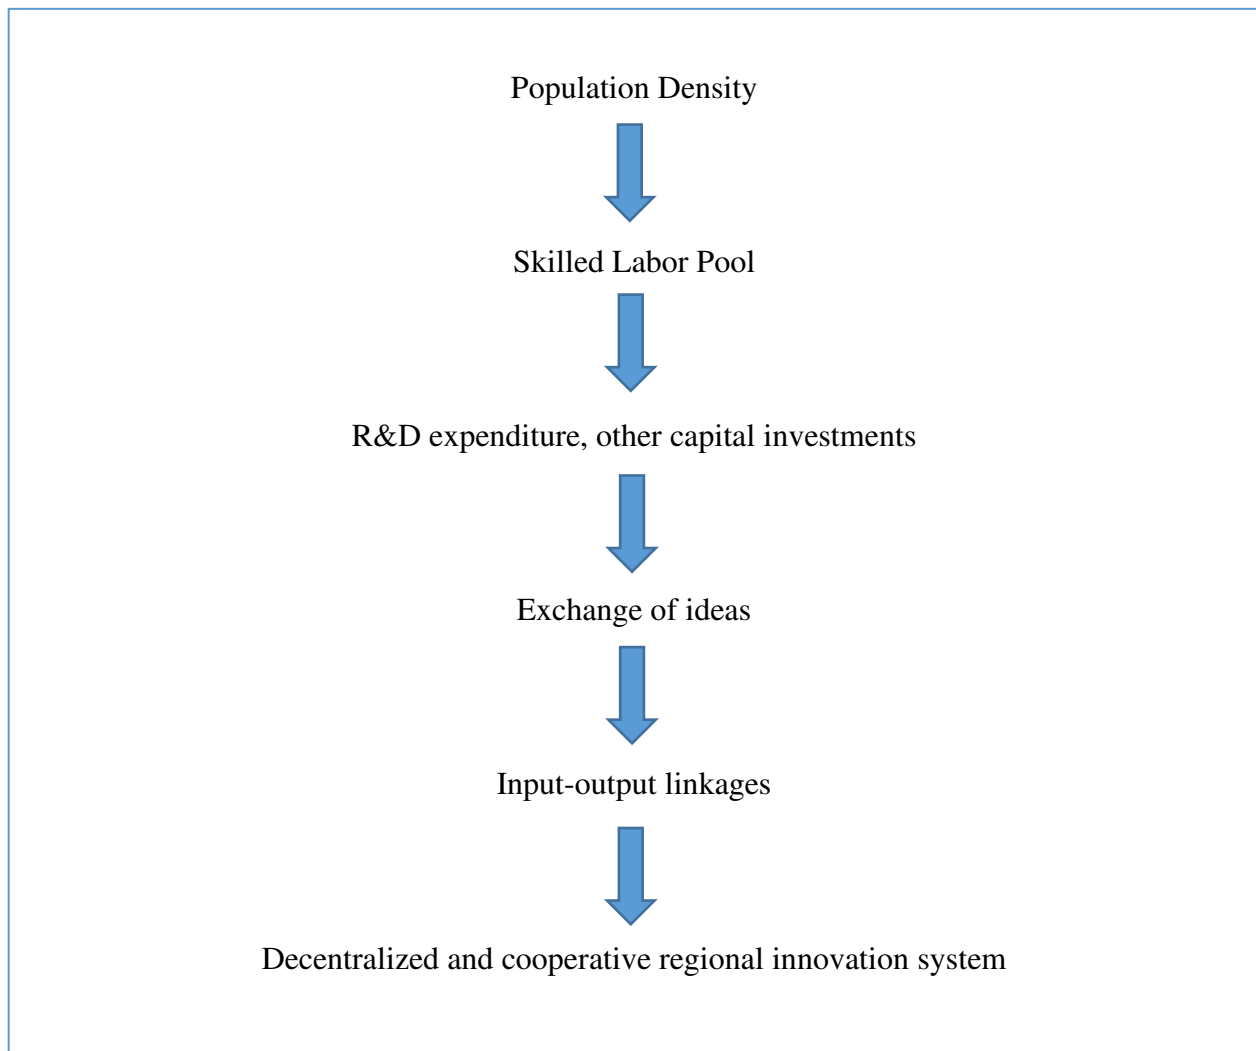 Population Density
Skilled Labor Pool
R&D expenditure, other capital investments
Exchange of ideas
Input-output linkages
Decentralized and cooperative regional innovation system